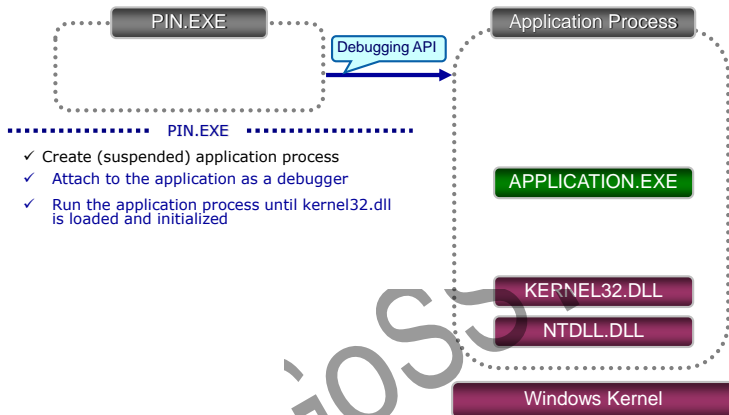 PIN.EXE
Application Process
Debugging API
PIN.EXE
✓ Create (suspended) application process
✓ Attach to the application as a debugger
✓ Run the application process until kernel32.dll
is loaded and initialized
APPLICATION.EXE
KERNEL32.DLL
NTDLL.DLL
Windows Kernel